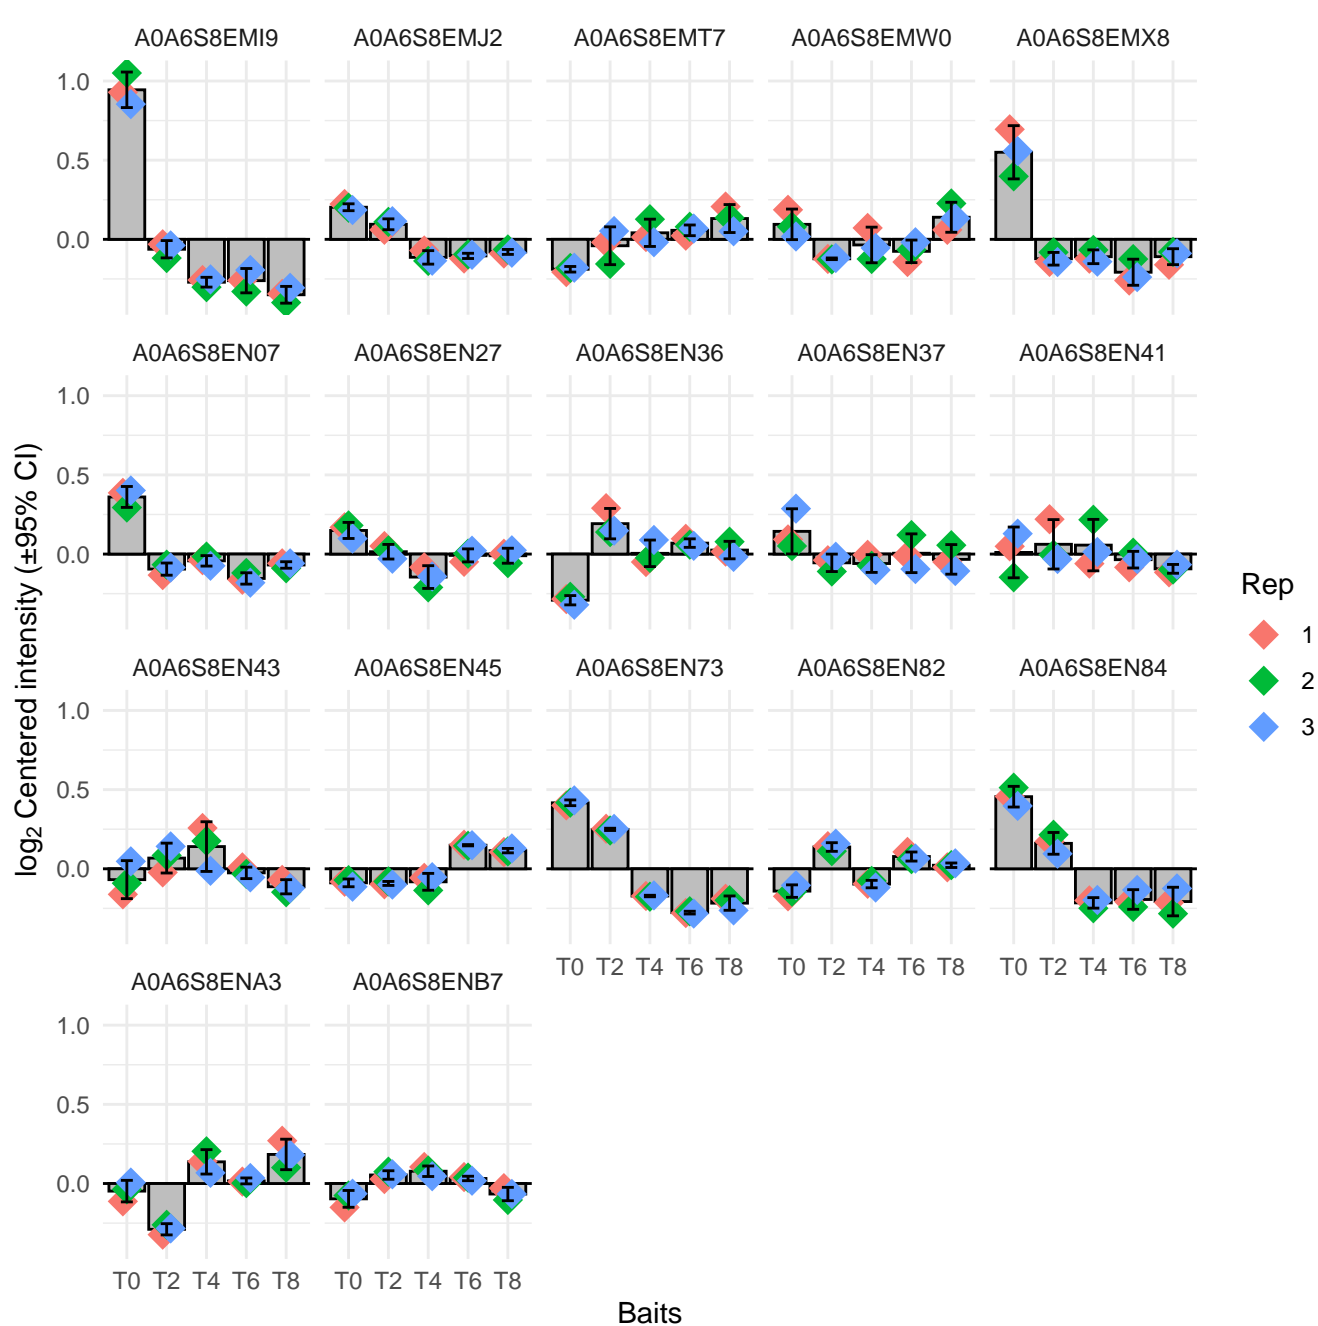 A0A6S8EMI9 A0A6S8EMJ2 A0A6S8EMT7 A0A6S8EMW0 A0A6S8EMX8
1.0
0.5
0.0
A0A6S8EN07 A0A6S8EN27 A0A6S8EN36 A0A6S8EN37 A0A6S8EN41
1.0
0.5
0.0
A0A6S8EN43 A0A6S8EN45 A0A6S8EN73 A0A6S8EN82 A0A6S8EN84
1.0
0.5
0.0
T0 T2 T4 T6 T8 T0 T2 T4 T6 T8 T0 T2 T4 T6 T8
A0A6S8ENA3 A0A6S8ENB7
1.0
0.5
0.0
T0 T2 T4 T6 T8 T0 T2 T4 T6 T8
Baits
log₂ Centered intensity (±95% CI)
Rep
1
2
3